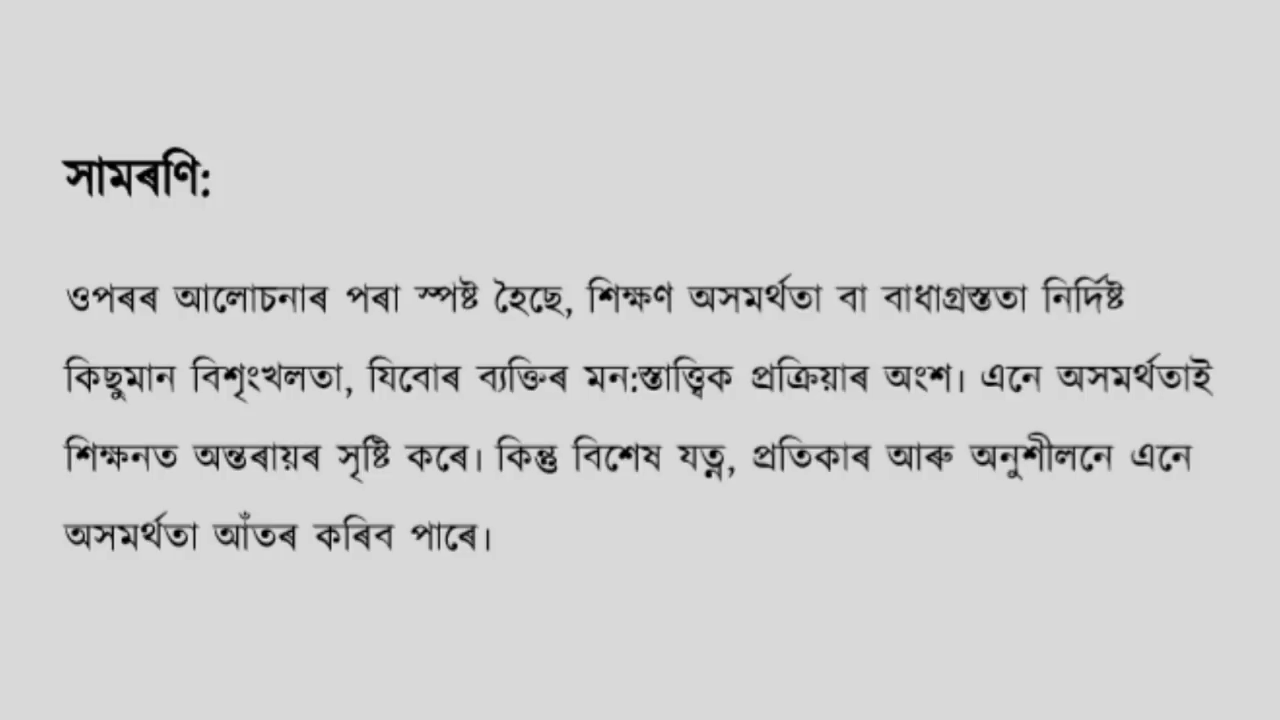 সামৰণি:
ওপৰৰ আলোচনাৰ পৰা স্পষ্ট হৈছে, শিক্ষণ অসমৰ্থতা বা বাধাগ্ৰস্ততা নিৰ্দিষ্ট
কিছুমান বিশৃংখলতা, যিবোৰ ব্যক্তিৰ মন:স্তাত্ত্বিক প্ৰক্ৰিয়াৰ অংশ। এনে অসমৰ্থতাই
শিক্ষনত অন্তৰায়ৰ সৃষ্টি কৰে। কিন্তু বিশেষ যত্ন, প্ৰতিকাৰ আৰু অনুশীলনে এনে
অসমৰ্থতা আঁতৰ কৰিব পাৰে।